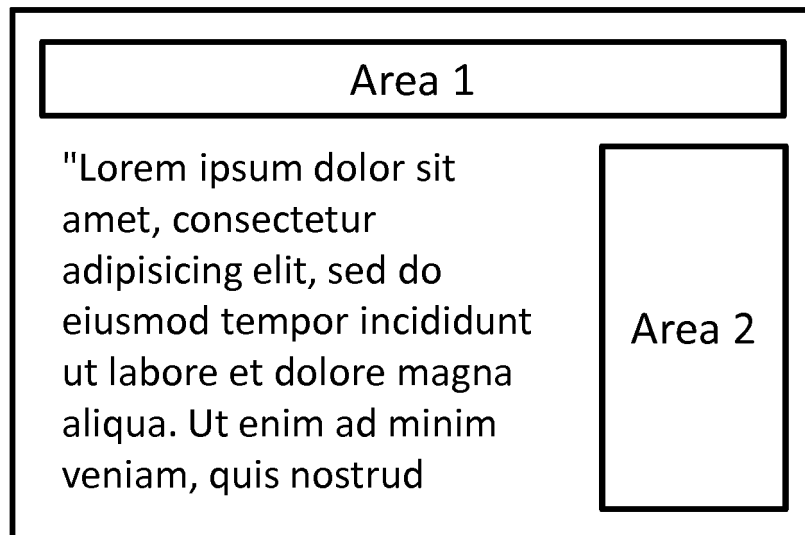 Area 1
"Lorem ipsum dolor sit
amet, consectetur
adipisicing elit, sed do
eiusmod tempor incididunt
ut labore et dolore magna
aliqua. Ut enim ad minim
veniam, quis nostrud
Area 2